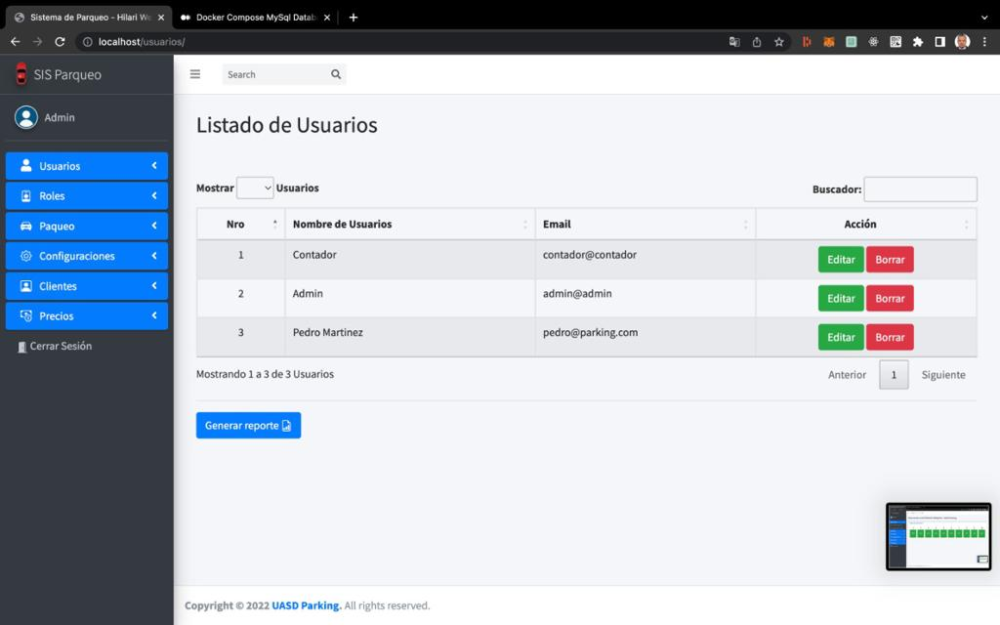 Sistema de Parqueo - Hilari We
Docker Compose MySql Datab
localhost/usuarios/
SIS Parqueo
Search
Admin
Listado de Usuarios
Usuarios
Roles
Paqueo
Configuraciones
Clientes
Precios
Cerrar Sesión
Mostrar Usuarios
Buscador:
Nro Nombre de Usuarios Email Acción
1 Contador contador@contador Editar Borrar
2 Admin admin@admin Editar Borrar
3 Pedro Martinez pedro@parking.com Editar Borrar
Mostrando 1 a 3 de 3 Usuarios
Anterior 1 Siguiente
Generar reporte
Copyright © 2022 UASD Parking. All rights reserved.